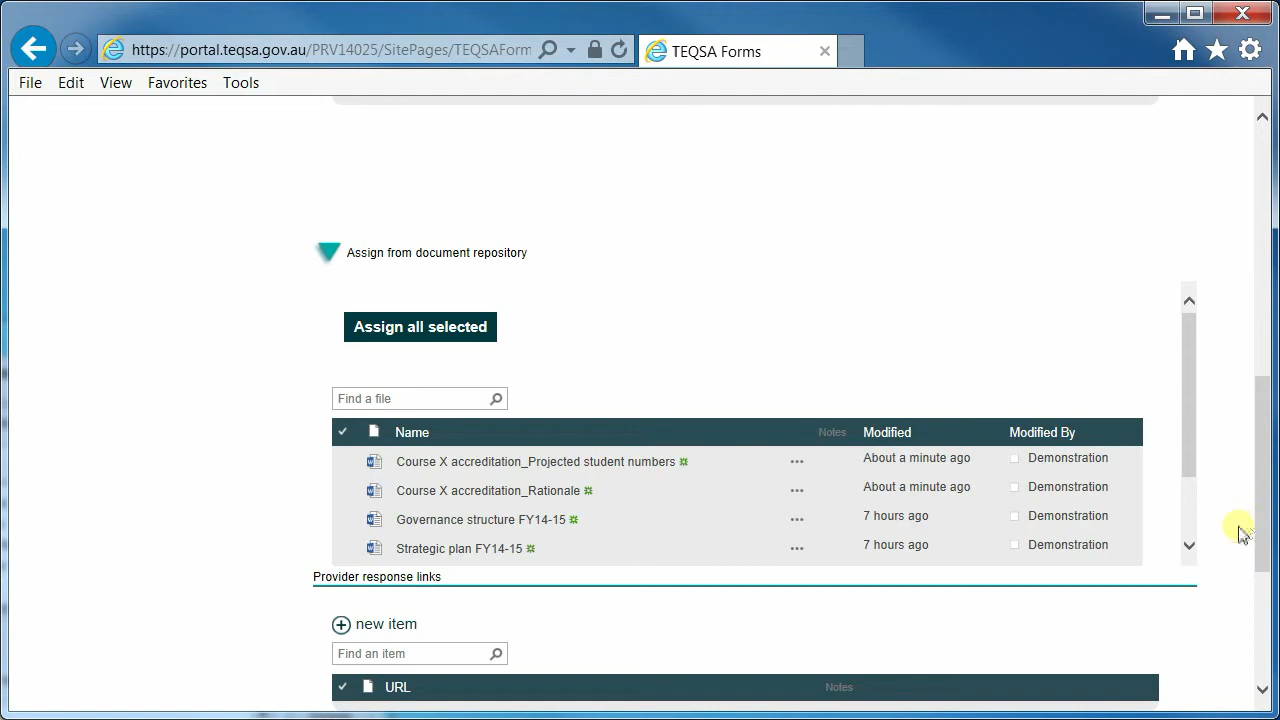 https://portal.teqsa.gov.au/PRV14025/SitePages/TEQSAForm
TEQSA Forms
File Edit View Favorites Tools
Assign from document repository
Assign all selected
Find a file
Name Notes Modified Modified By
Course X accreditation_Projected student numbers ... About a minute ago Demonstration
Course X accreditation_Rationale ... About a minute ago Demonstration
Governance structure FY14-15 ... 7 hours ago Demonstration
Strategic plan FY14-15 ... 7 hours ago Demonstration
Provider response links
new item
Find an item
URL Notes